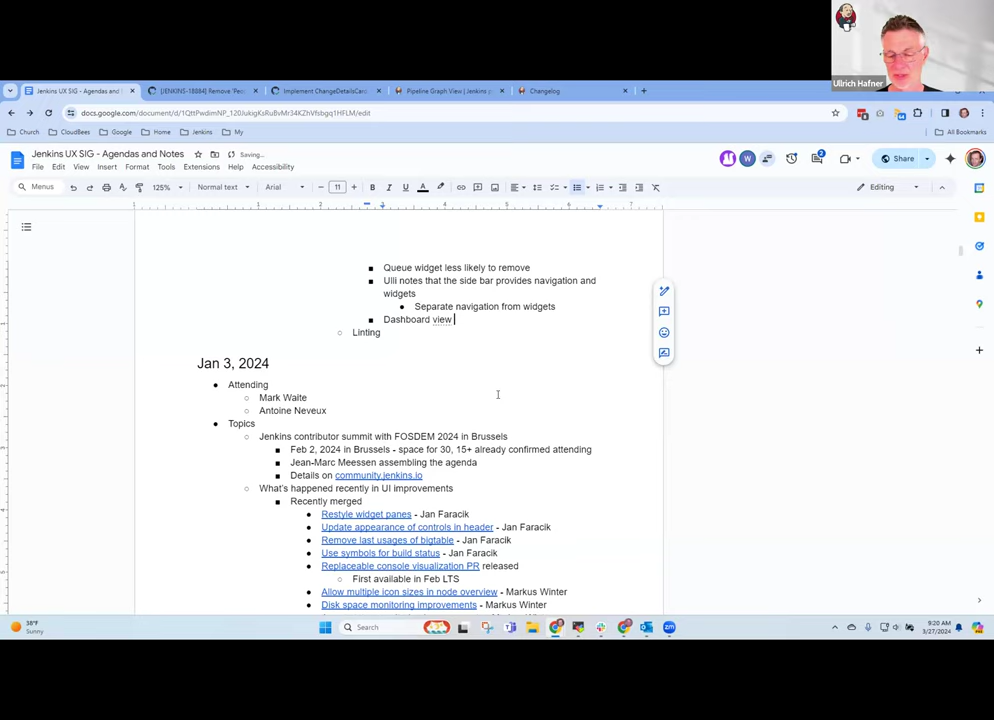 Ullrich Hafner
Jenkins UX SIG - Agendas and
[JENKINS-18884] Remove 'Peo
Implement ChangeDetailsCard
Pipeline Graph View | Jenkins
Changelog
docs.google.com/document/d/
Church
CloudBees
Google
Home
Jenkins
My
All Bookmarks
Jenkins UX SIG - Agendas and Notes
Saving...
File Edit View Insert Format Tools Extensions Help Accessibility
Share
Menus
125%
Normal text
Arial
11
Editing
Queue widget less likely to remove
Ulli notes that the side bar provides navigation and
widgets
Separate navigation from widgets
Dashboard view
Linting
Jan 3, 2024
Attending
Mark Waite
Antoine Neveux
Topics
Jenkins contributor summit with FOSDEM 2024 in Brussels
Feb 2, 2024 in Brussels - space for 30, 15+ already confirmed attending
Jean-Marc Meessen assembling the agenda
Details on community.jenkins.io
What's happened recently in UI improvements
Recently merged
Restyle widget panes - Jan Faracik
Update appearance of controls in header - Jan Faracik
Remove last usages of bigtable - Jan Faracik
Use symbols for build status - Jan Faracik
Replaceable console visualization PR released
First available in Feb LTS
Allow multiple icon sizes in node overview - Markus Winter
Disk space monitoring improvements - Markus Winter
38°F
Sunny
Search
9:20 AM
3/27/2024